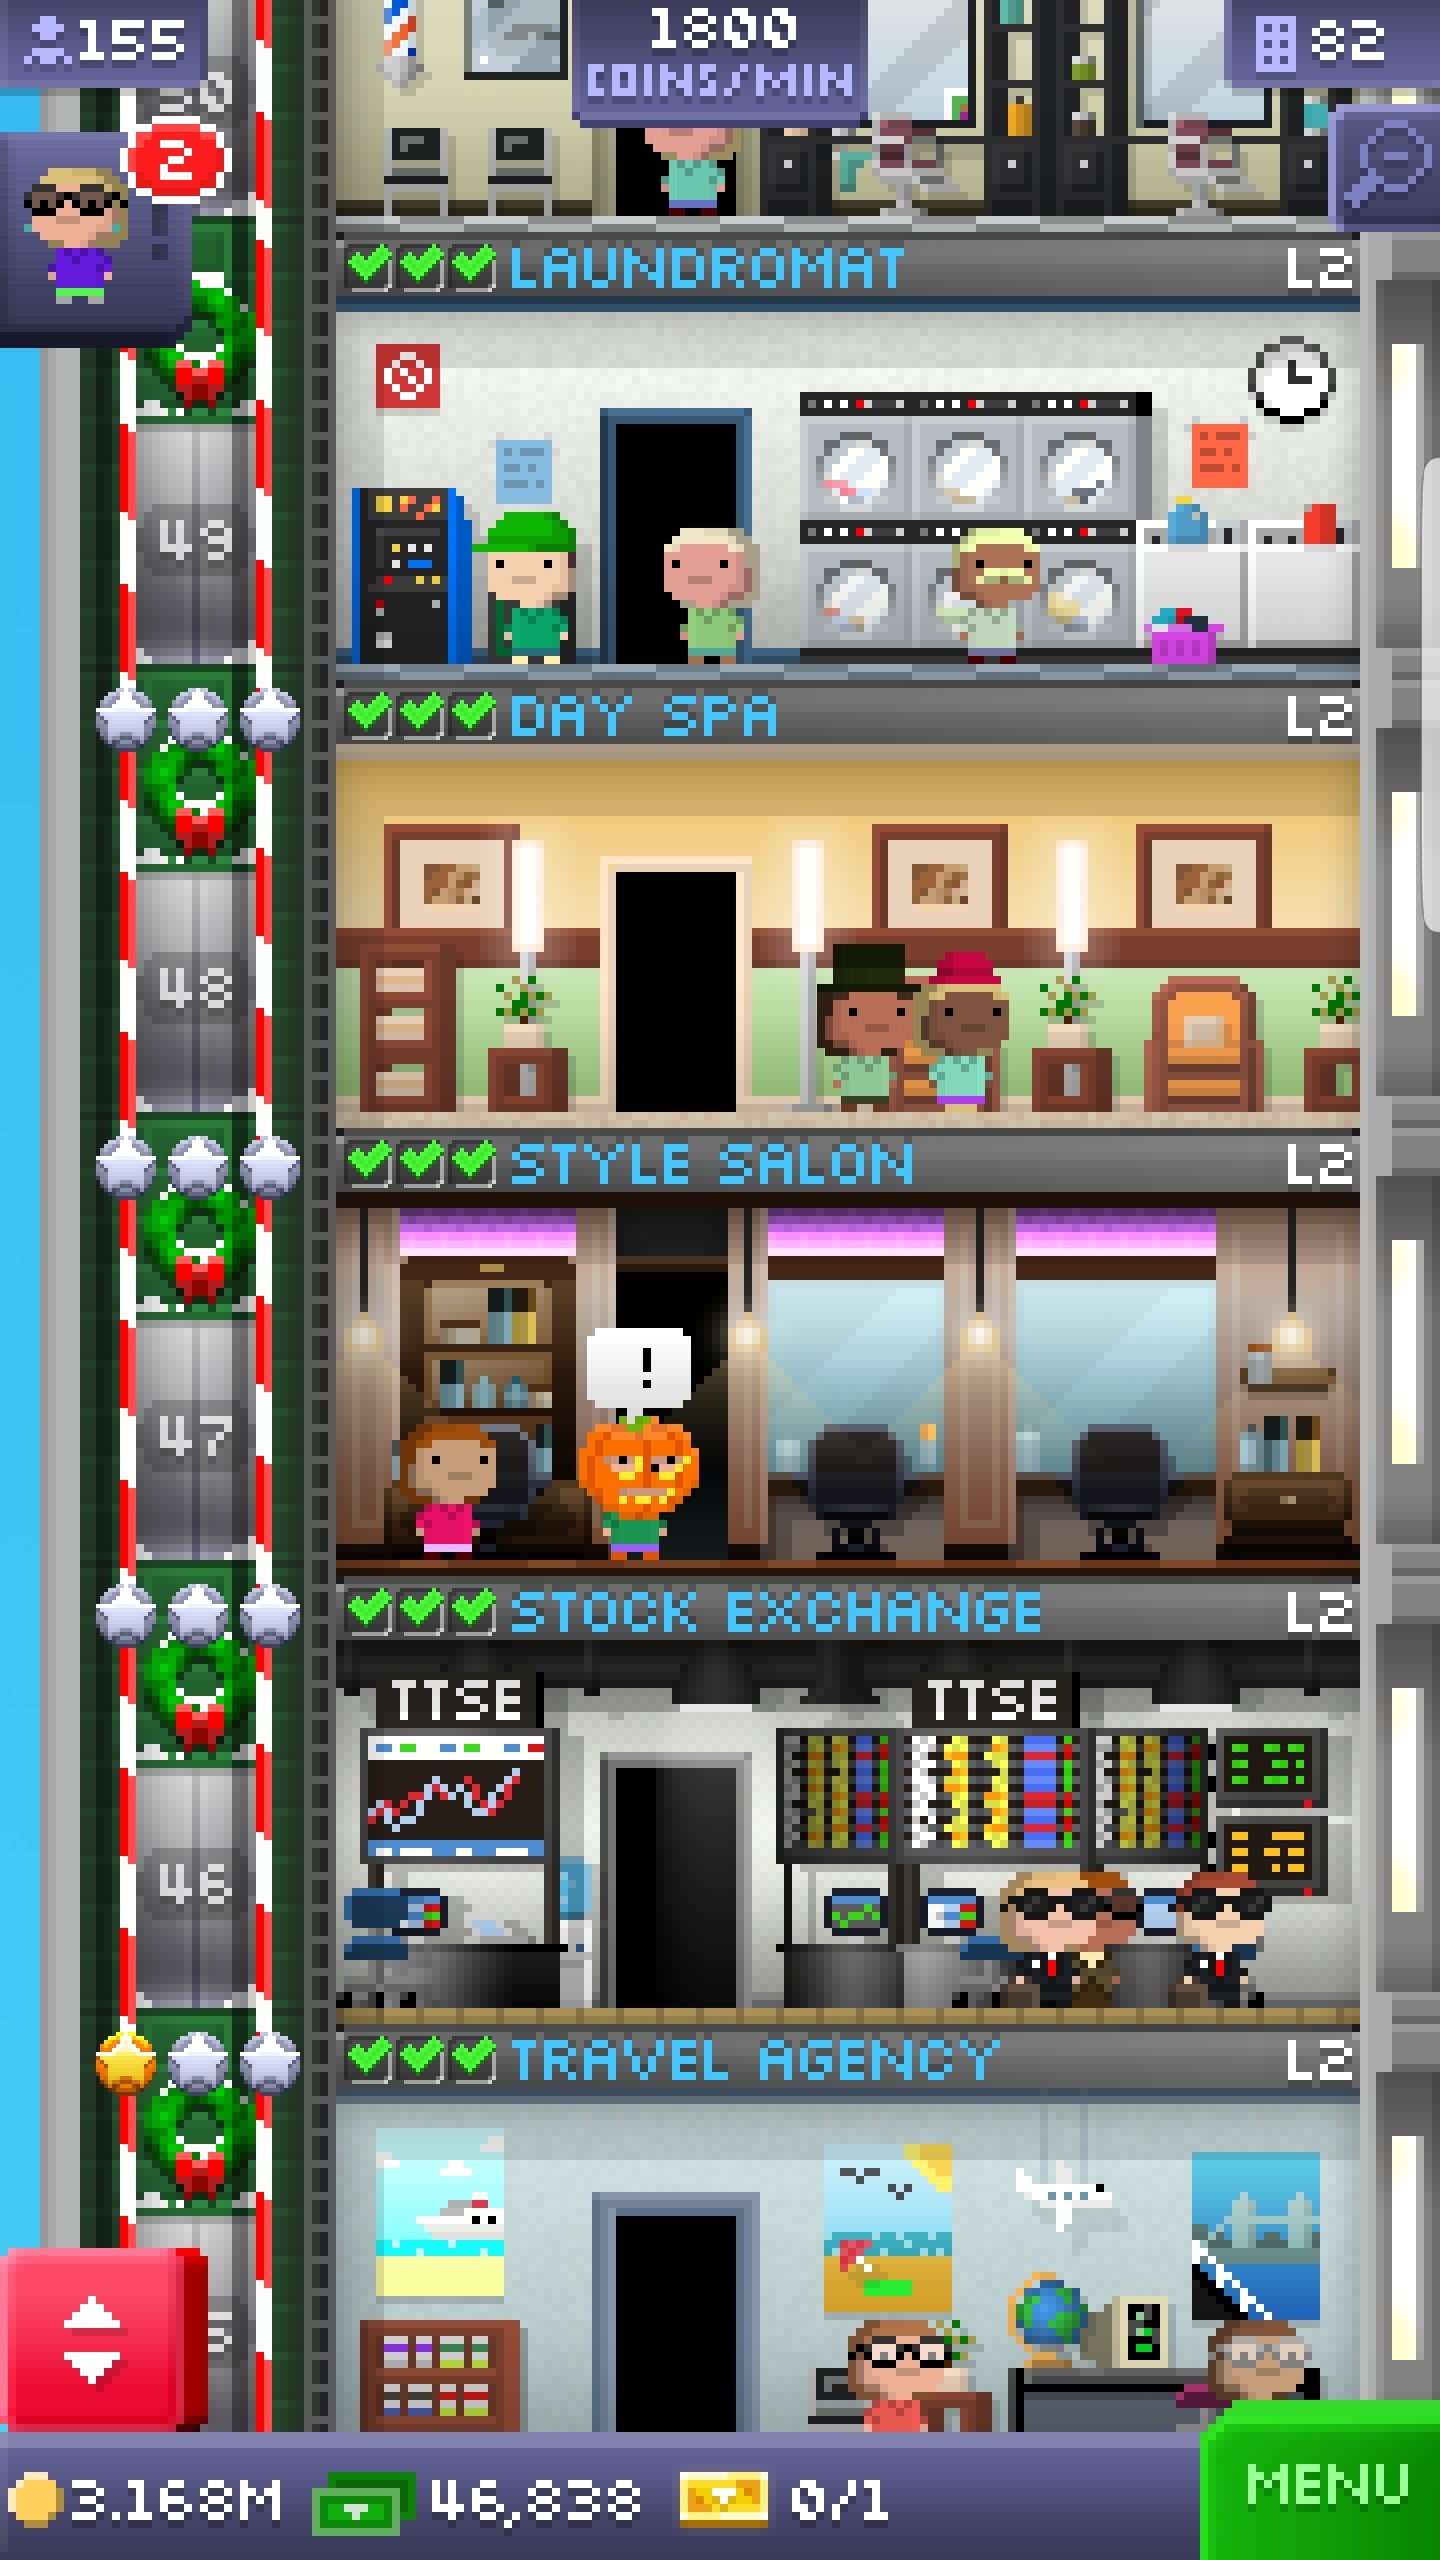 155
1800
COINS/MIN
82
50
2
LAUNDROMAT L2
49
DAY SPA L2
48
STYLE SALON L2
47
!
STOCK EXCHANGE L2
TTSE TTSE
46
TRAVEL AGENCY L2
3.168M 46,838 0/1 MENU